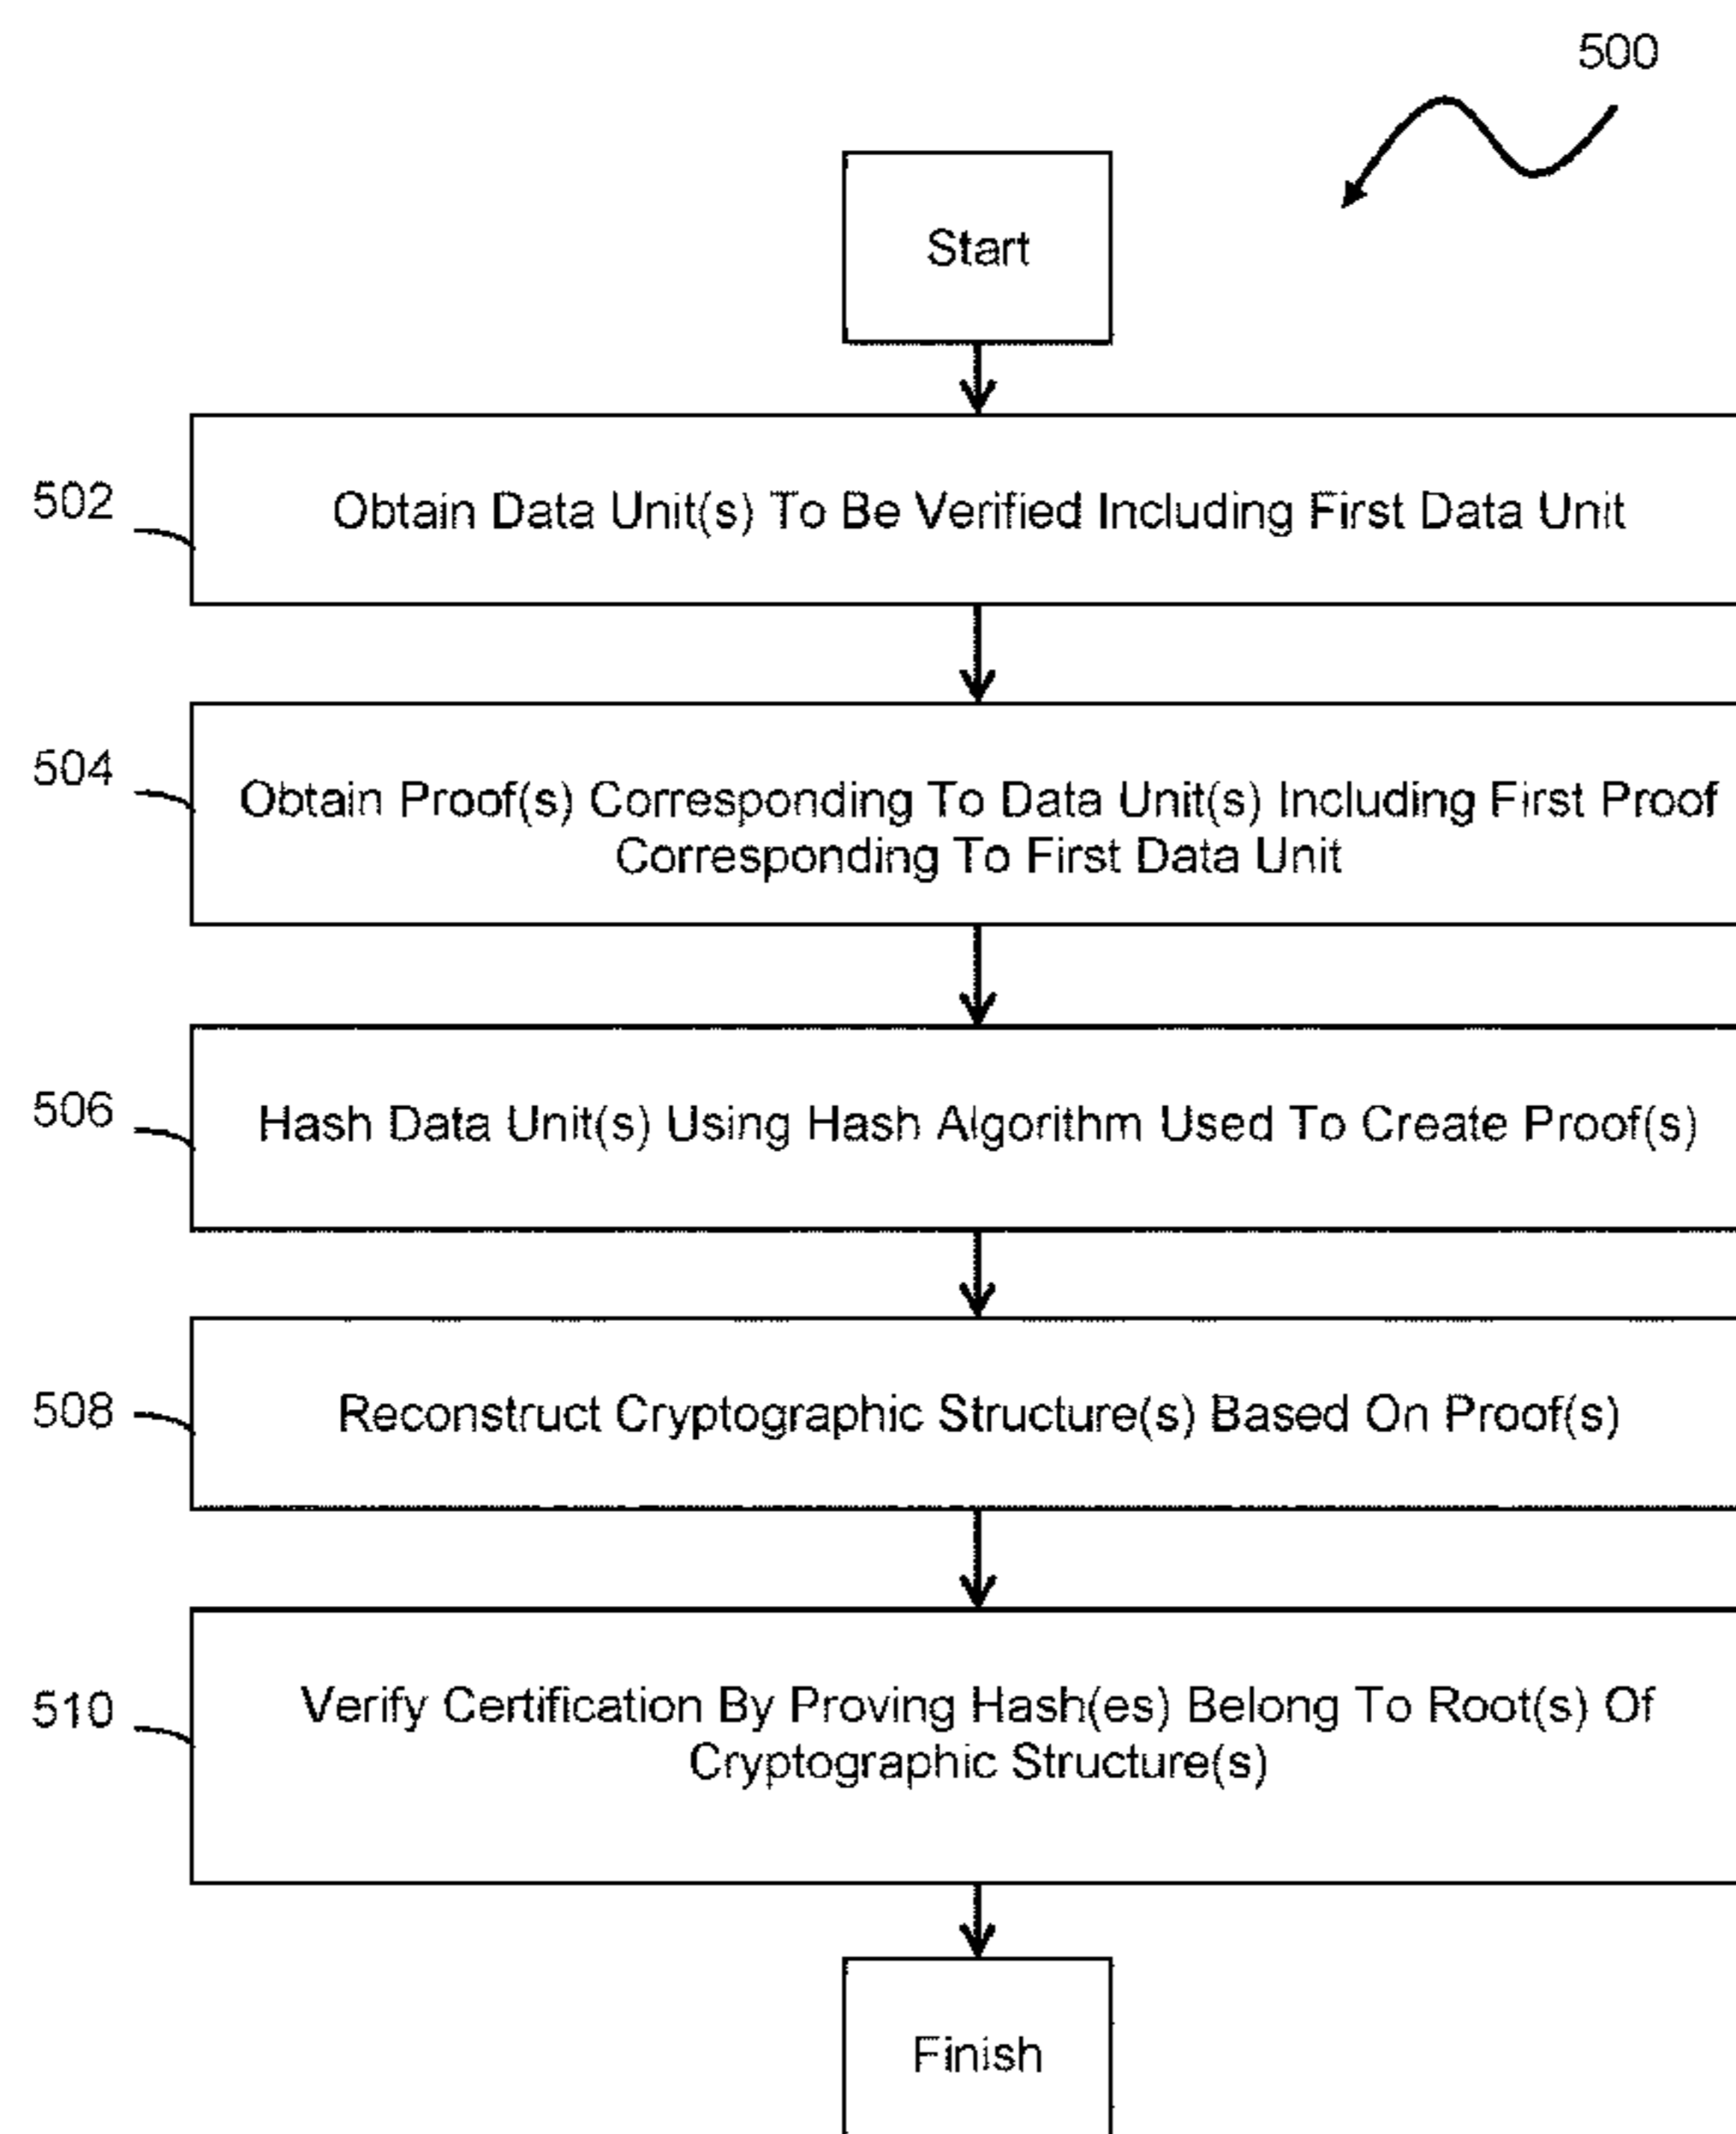 500
Start
502
Obtain Data Unit(s) To Be Verified Including First Data Unit
504
Obtain Proof(s) Corresponding To Data Unit(s) Including First Proof
Corresponding To First Data Unit
506
Hash Data Unit(s) Using Hash Algorithm Used To Create Proof(s)
508
Reconstruct Cryptographic Structure(s) Based On Proof(s)
510
Verify Certification By Proving Hash(es) Belong To Root(s) Of
Cryptographic Structure(s)
Finish